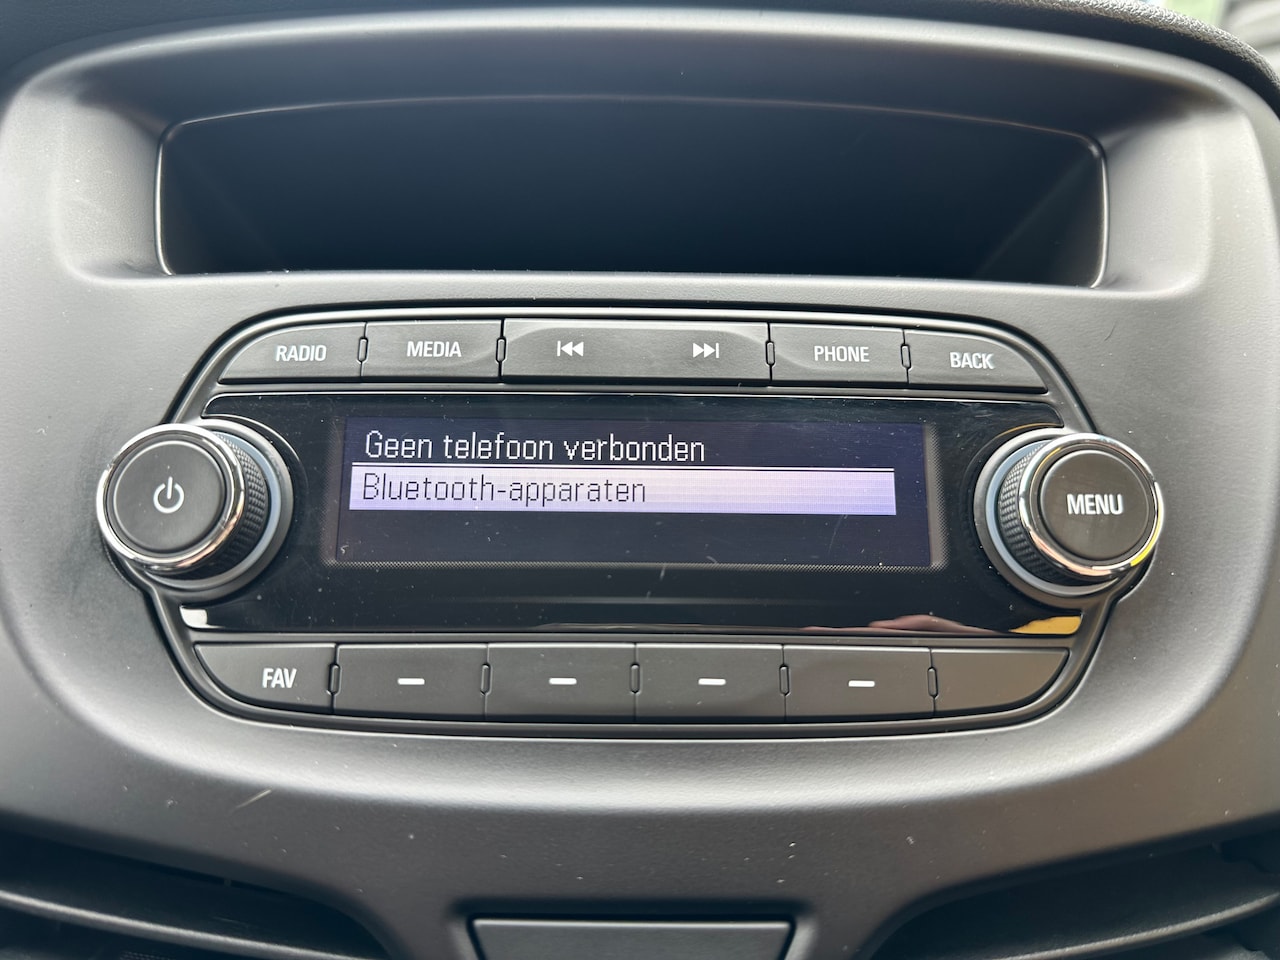 RADIO MEDIA PHONE BACK
Geen telefoon verbonden
Bluetooth-apparaten
MENU
FAV